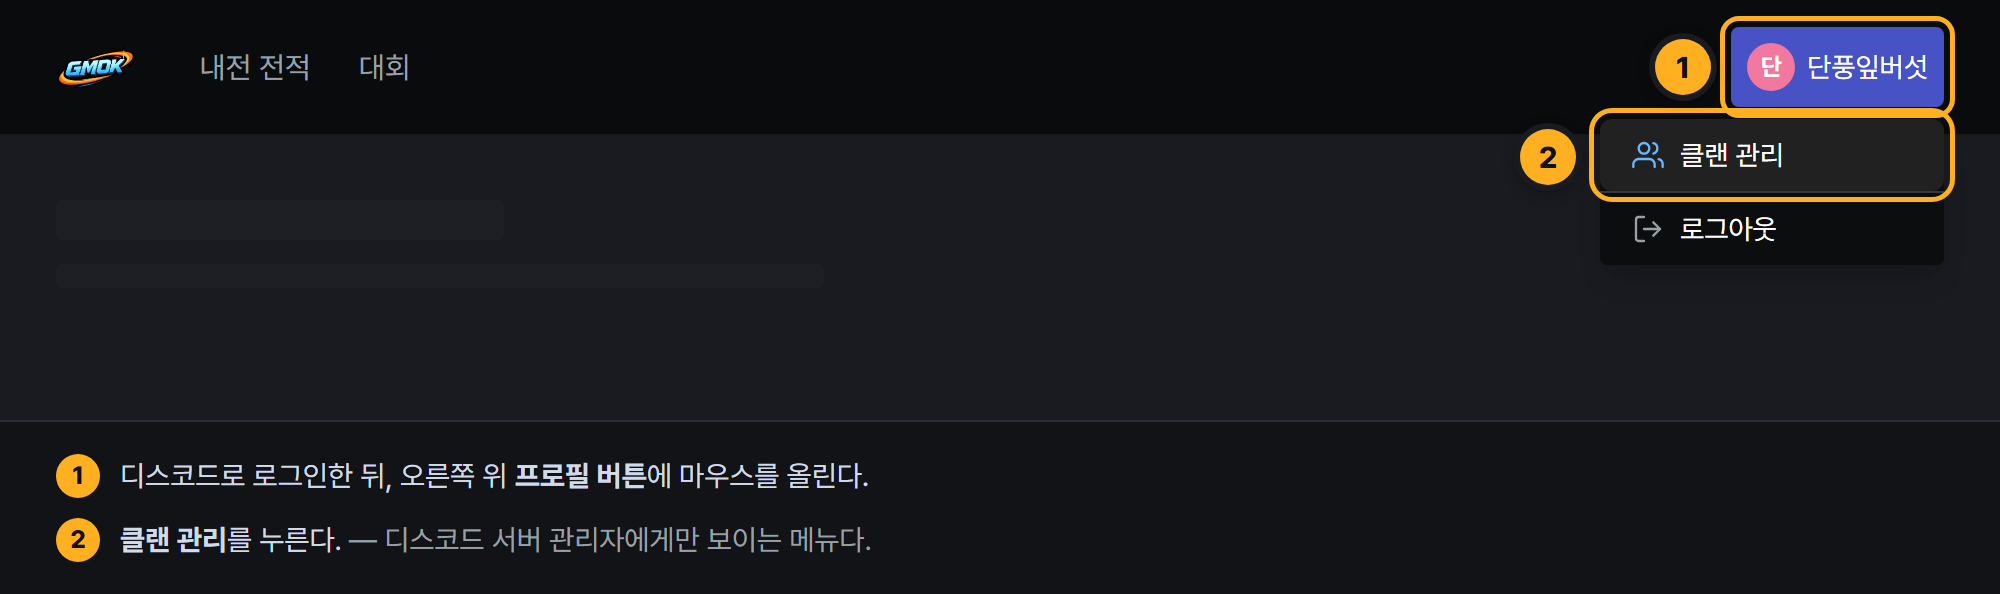 GMOK
내전 전적
대회
1
단
단풍잎버섯
2
클랜 관리
로그아웃
1 디스코드로 로그인한 뒤, 오른쪽 위 프로필 버튼에 마우스를 올린다.
2 클랜 관리를 누른다. — 디스코드 서버 관리자에게만 보이는 메뉴다.